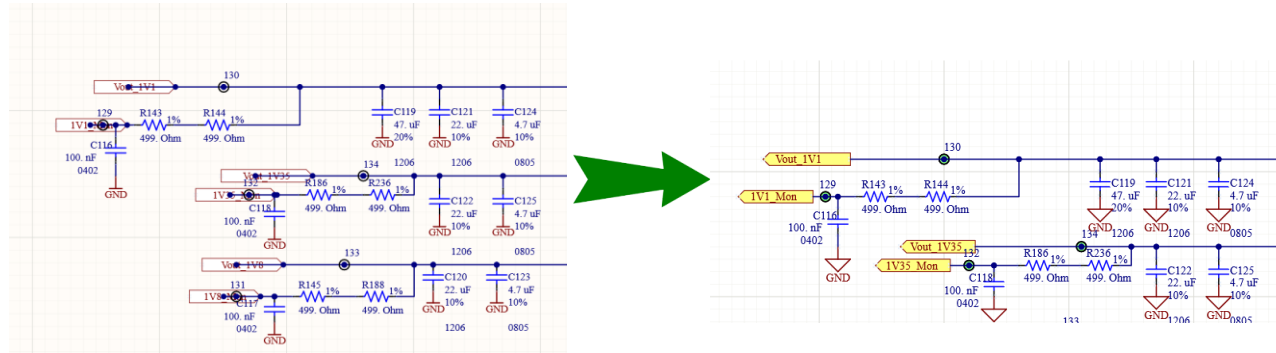 130
Vout_1V1
129
1V1_Mon
R143
1%
R144
1%
499. Ohm
499. Ohm
C116
100. nF
0402
GND
C119
47. uF
20%
GND
1206
C121
22. uF
10%
GND
1206
C124
4.7 uF
10%
GND
0805
134
Vout_1V35
132
R186
1%
R236
1%
499. Ohm
499. Ohm
C118
100. nF
0402
GND
C122
22. uF
10%
GND
1206
C125
4.7 uF
10%
GND
0805
133
Vout_1V8
131
R145
1%
R188
1%
499. Ohm
499. Ohm
C117
100. nF
0402
GND
C120
22. uF
10%
GND
1206
C123
4.7 uF
10%
GND
0805
Vout_1V1
130
1V1_Mon
129
R143
1%
R144
1%
499. Ohm
499. Ohm
C116
100. nF
0402
GND
C119
47. uF
20%
GND
1206
C121
22. uF
10%
GND
1206
C124
4.7 uF
10%
GND
0805
Vout_1V35
134
1V35_Mon
132
R186
1%
R236
1%
499. Ohm
499. Ohm
C118
100. nF
0402
C122
22. uF
10%
GND
1206
C125
4.7 uF
10%
GND
0805
133